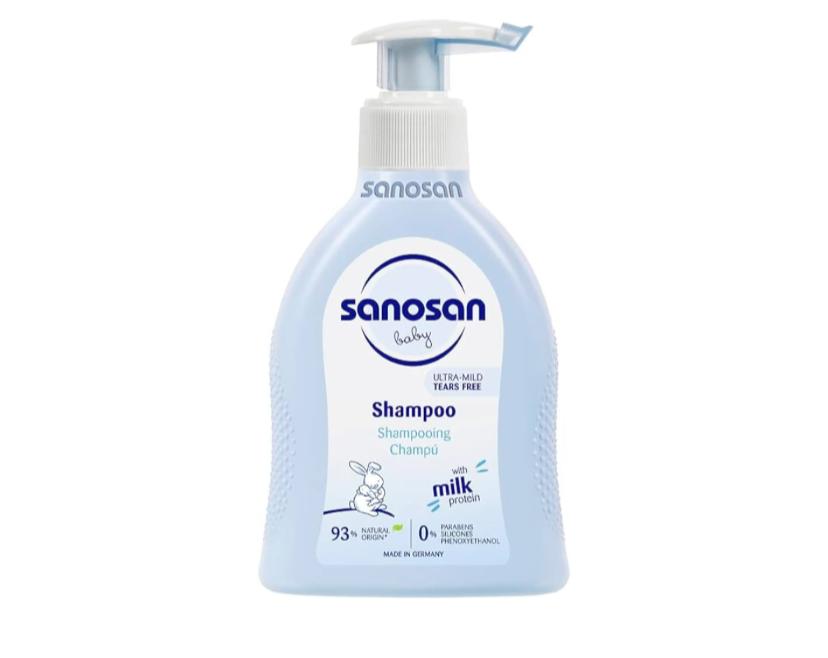 sanosan
sanosan
baby
ULTRA-MILD
TEARS FREE
Shampoo
Shampooing
Champú
with
milk
protein
93% NATURAL ORIGIN*
0% PARABENS SILICONES PHENOXYETHANOL
MADE IN GERMANY